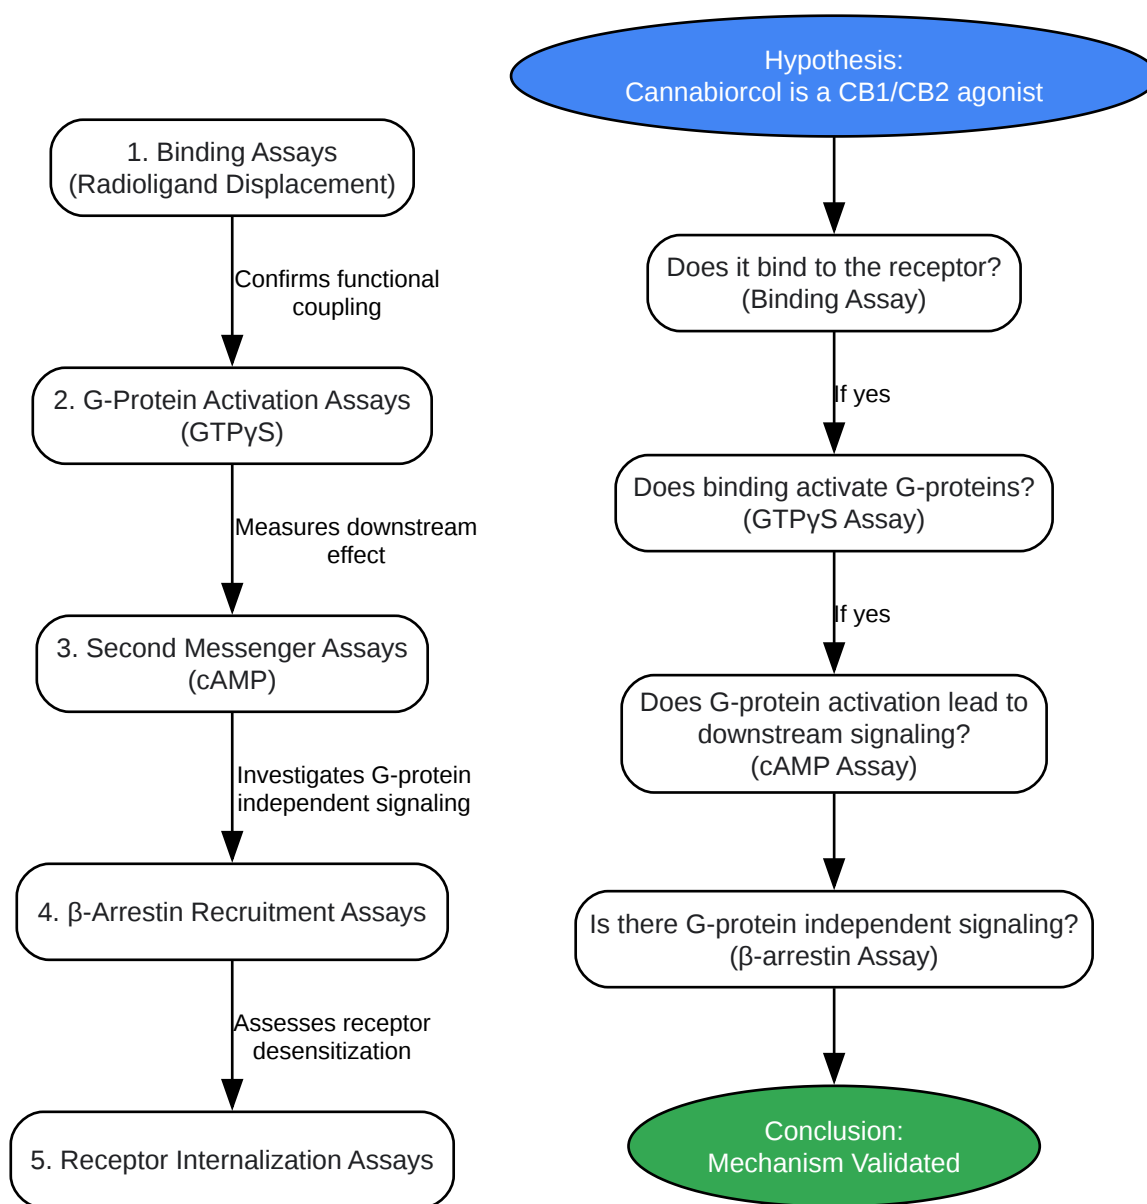 1. Binding Assays
(Radioligand Displacement)
Confirms functional
coupling
2. G-Protein Activation Assays
(GTPγS)
Measures downstream
effect
3. Second Messenger Assays
(cAMP)
Investigates G-protein
independent signaling
4. β-Arrestin Recruitment Assays
Assesses receptor
desensitization
5. Receptor Internalization Assays
Hypothesis:
Cannabiorcol is a CB1/CB2 agonist
Does it bind to the receptor?
(Binding Assay)
If yes
Does binding activate G-proteins?
(GTPγS Assay)
If yes
Does G-protein activation lead to
downstream signaling?
(cAMP Assay)
Is there G-protein independent signaling?
(β-arrestin Assay)
Conclusion:
Mechanism Validated